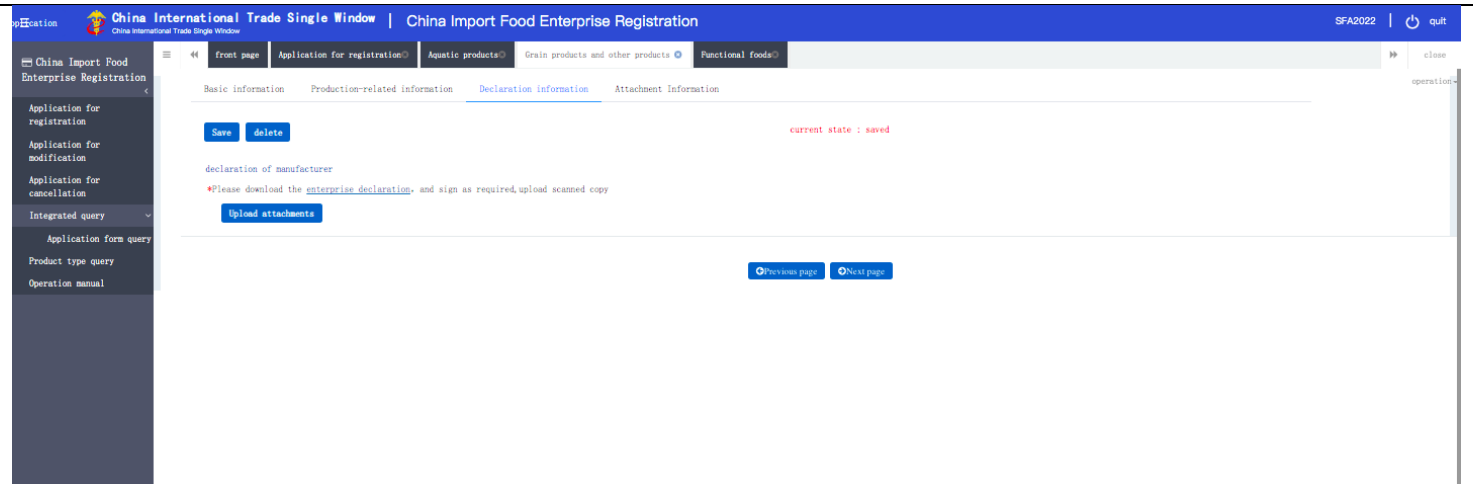 China International Trade Single Window | China Import Food Enterprise Registration
China International Trade Single Window
SFA2022 | quit
China Import Food Enterprise Registration
front page
Application for registration
Aquatic products
Grain products and other products
Functional foods
close operation
Basic information
Production-related information
Declaration information
Attachment Information
Application for registration
Application for modification
Application for cancellation
Integrated query
Application form query
Product type query
Operation manual
Save
delete
current state : saved
declaration of manufacturer
*Please download the enterprise declaration, and sign as required,upload scanned copy
Upload attachments
Previous page
Next page